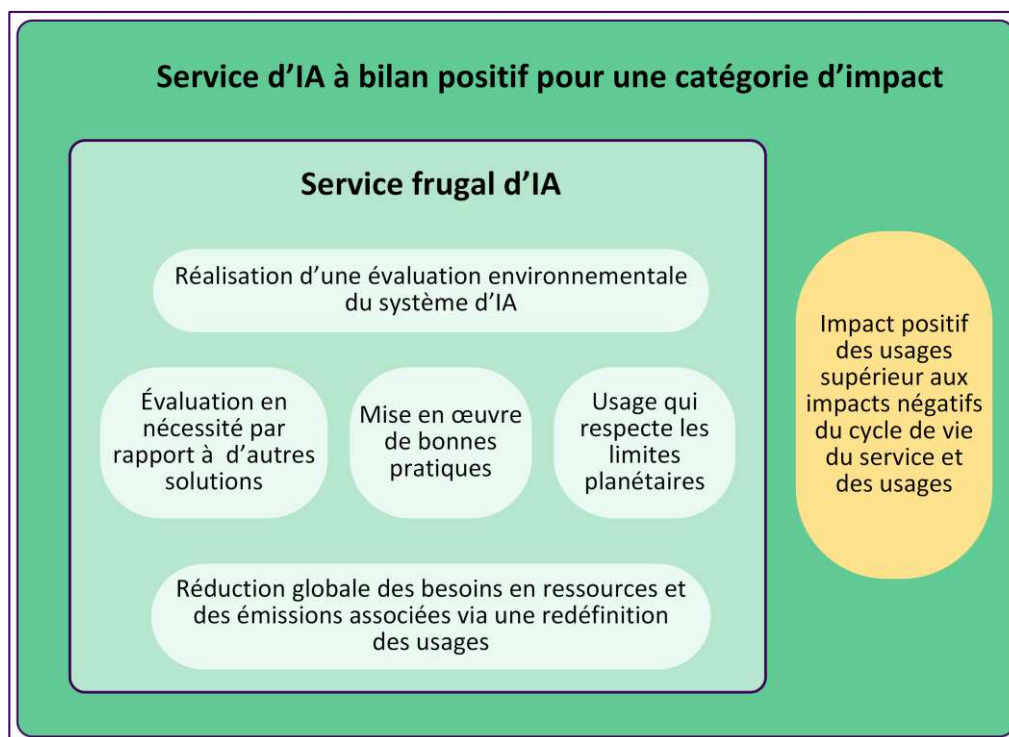 Service d’IA à bilan positif pour une catégorie d’impact
Service frugal d’IA
Réalisation d’une évaluation environnementale
du système d’IA
Évaluation en
nécessité par
rapport à  d’autres
solutions
Mise en œuvre
de bonnes
pratiques
Usage qui
respecte les
limites
planétaires
Réduction globale des besoins en ressources et
des émissions associées via une redéfinition
des usages
Impact positif
des usages
supérieur aux
impacts négatifs
du cycle de vie
du service et
des usages